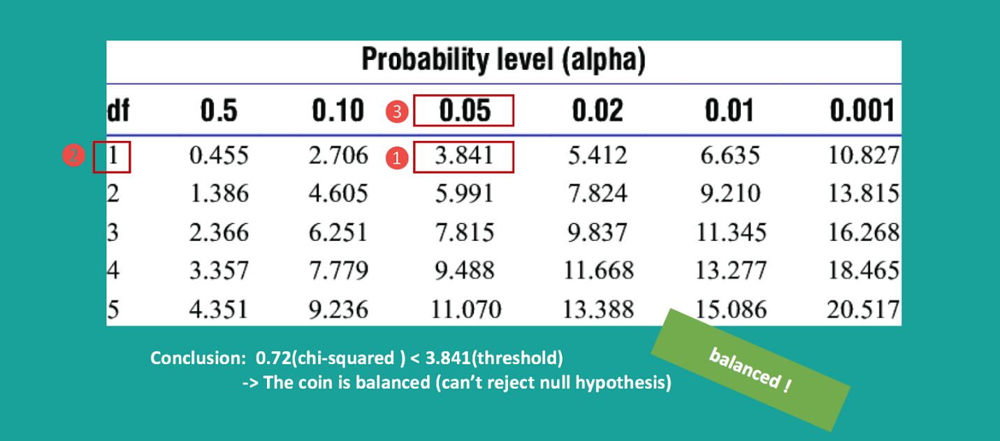 Probability level (alpha)
df 0.5 0.10 3 0.05 0.02 0.01 0.001
2 1 0.455 2.706 1 3.841 5.412 6.635 10.827
2 1.386 4.605 5.991 7.824 9.210 13.815
3 2.366 6.251 7.815 9.837 11.345 16.268
4 3.357 7.779 9.488 11.668 13.277 18.465
5 4.351 9.236 11.070 13.388 15.086 20.517
Conclusion: 0.72(chi-squared ) < 3.841(threshold)
-> The coin is balanced (can’t reject null hypothesis)
balanced !